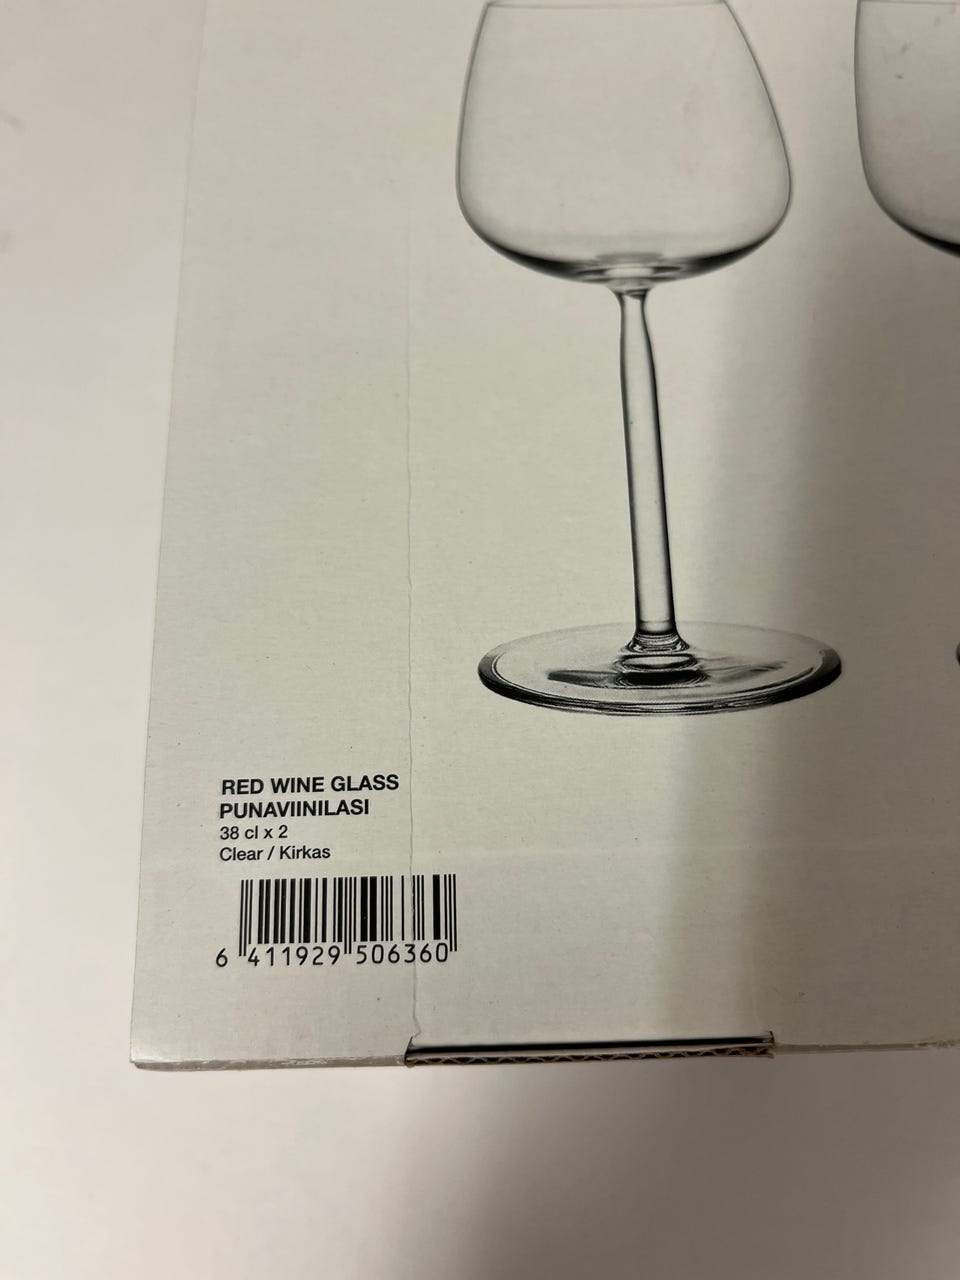 RED WINE GLASS
PUNAVIINILASI
38 cl x 2
Clear / Kirkas
6 411929 506360